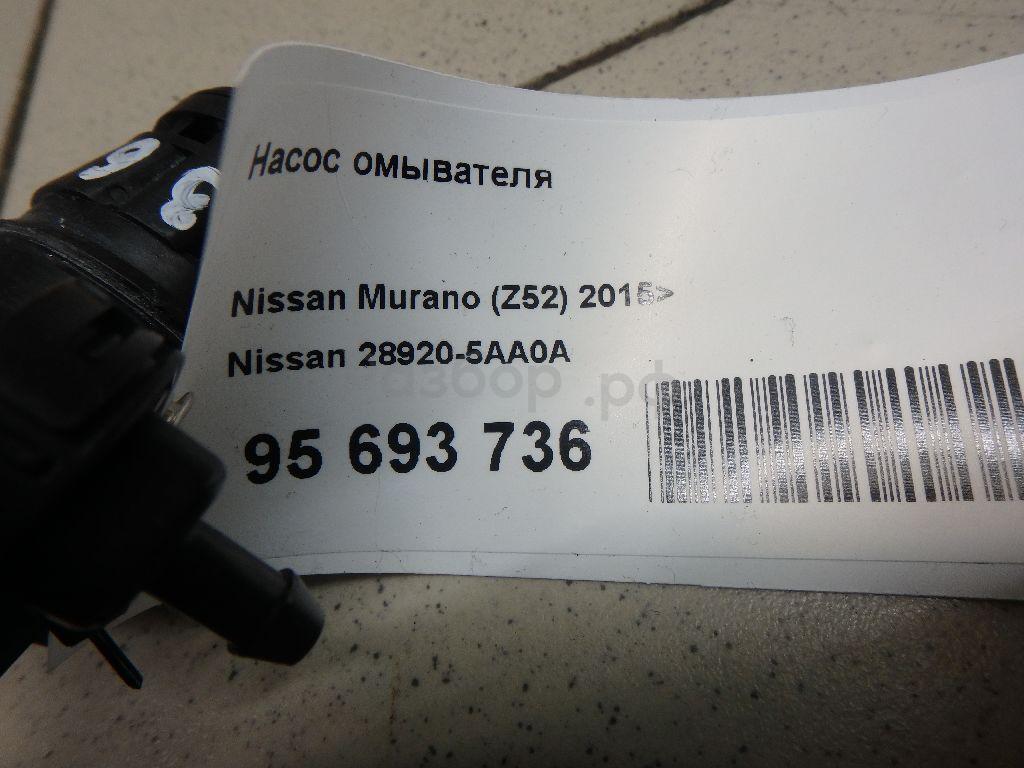 Насос омывателя
Nissan Murano (Z52) 2015>
Nissan 28920-5AA0A
95 693 736